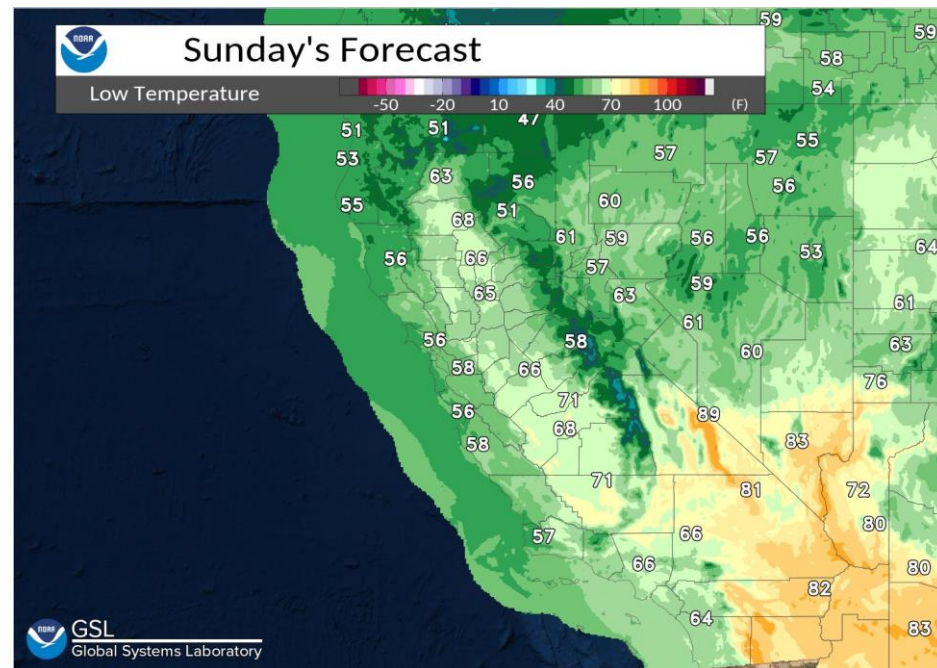 NOAA
Sunday's Forecast
Low Temperature
-50 -20 10 40 70 100 (F)
59
59
58
54
51 51 47
55
53 57 57
63 56 56
55 68 51 60
61 59 56 56 53 64
56 66 57
65 63 59 61
61
56 58 60 63
58 66 76
56 71 89
58 68 83
71 81 72
80
57 66
66 80
82
64 83
NOAA
GSL
Global Systems Laboratory